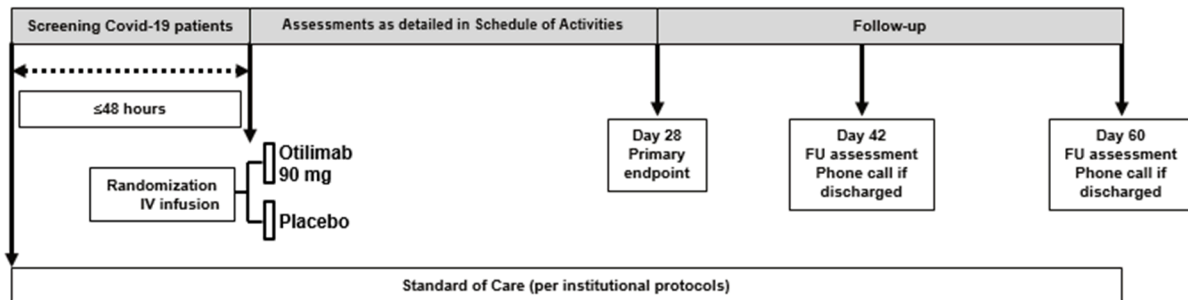 Screening Covid-19 patients
Assessments as detailed in Schedule of Activities
Follow-up
≤48 hours
Randomization
IV infusion
Otilimab
90 mg
Placebo
Day 28
Primary
endpoint
Day 42
FU assessment
Phone call if
discharged
Day 60
FU assessment
Phone call if
discharged
Standard of Care (per institutional protocols)